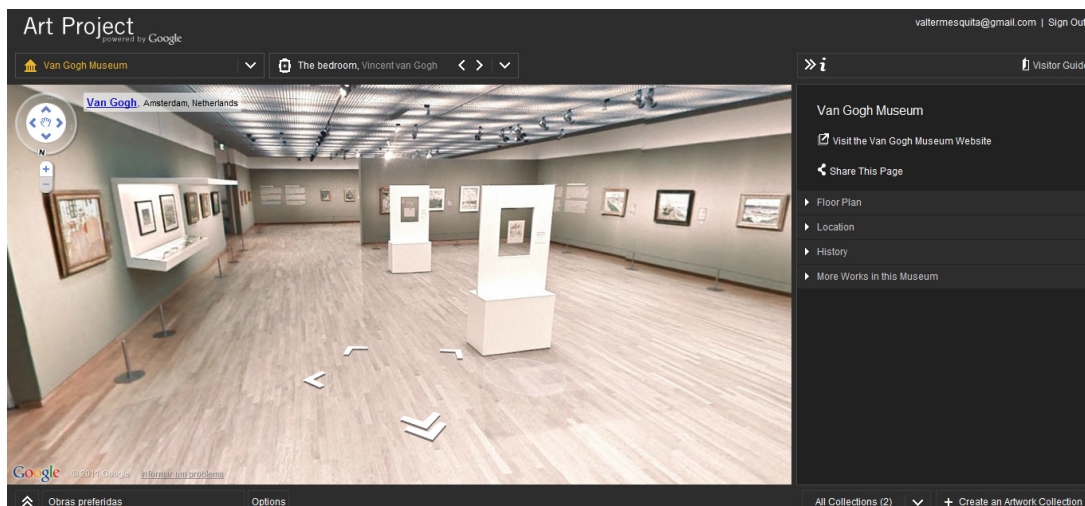 Art Project
powered by Google
valtermesquita@gmail.com | Sign Out
Van Gogh Museum
The bedroom, Vincent van Gogh
i
Visitor Guide
Van Gogh, Amsterdam, Netherlands
N
Van Gogh Museum
Visit the Van Gogh Museum Website
Share This Page
Floor Plan
Location
History
More Works in this Museum
Google © 2011 Google Informar um problema
Obras preferidas
Options
All Collections (2)
+ Create an Artwork Collection